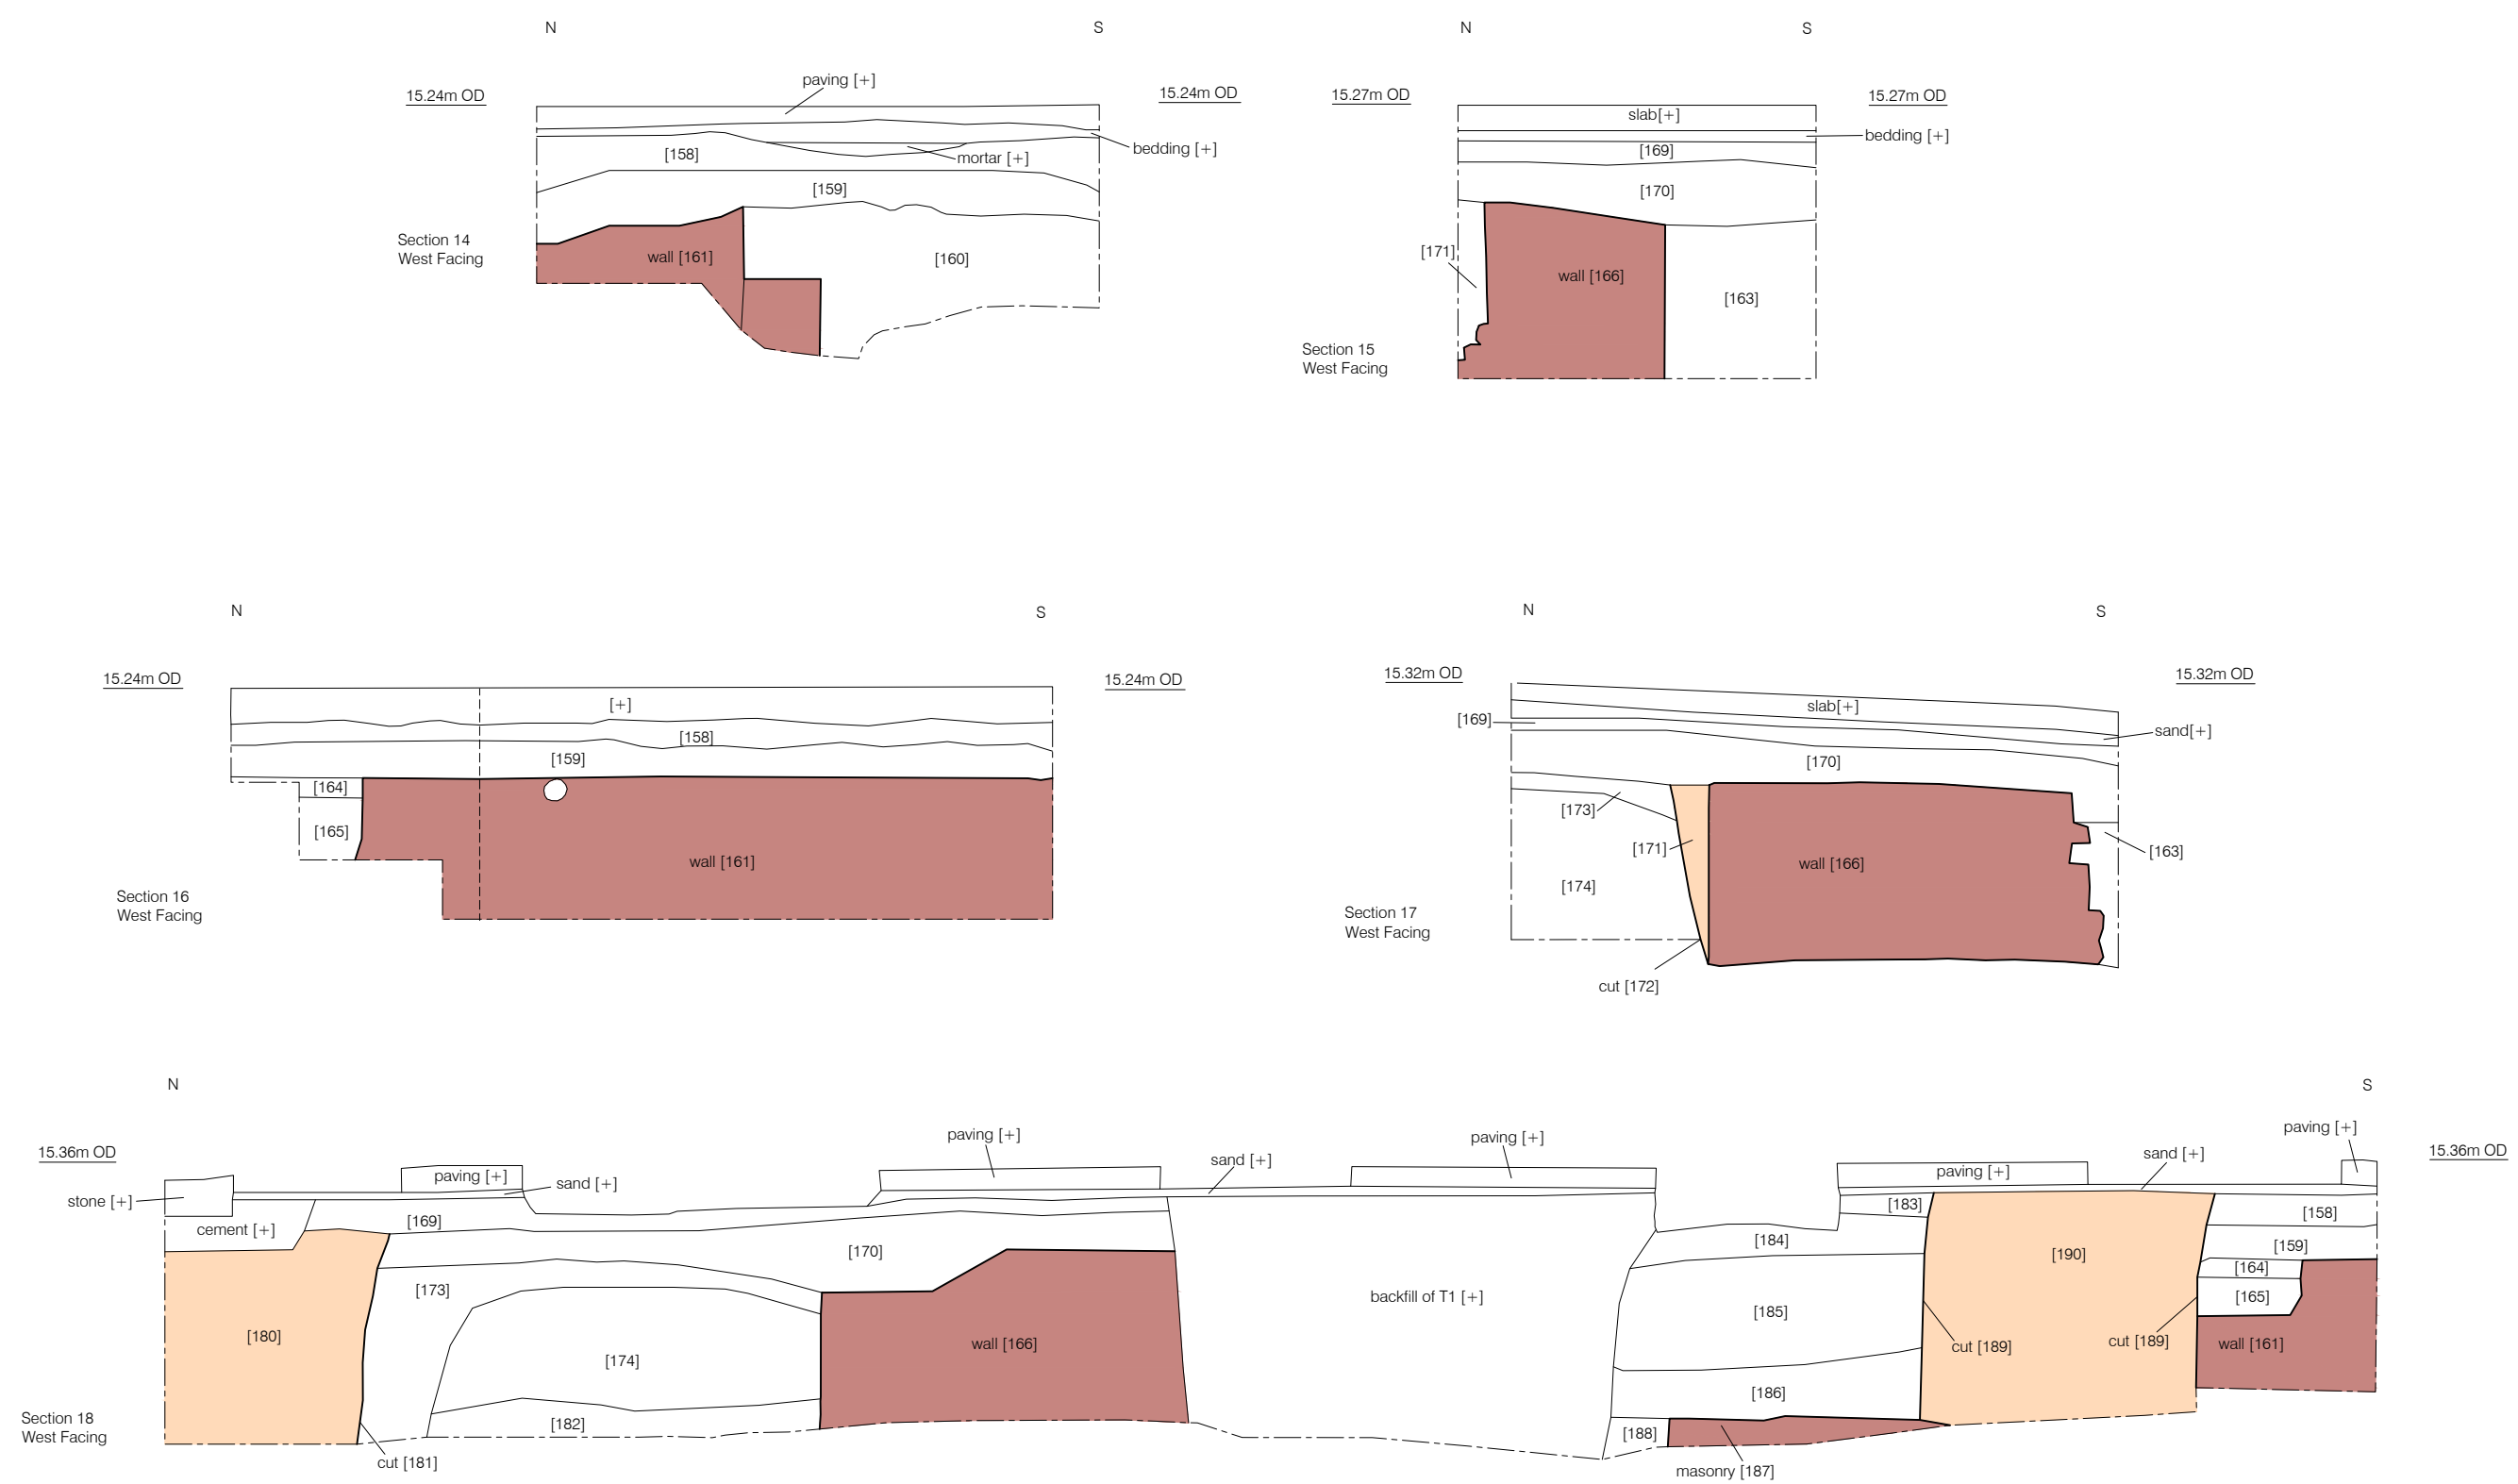 N
S
15.24m OD
paving [+]
15.24m OD
bedding [+]
[158]
mortar [+]
[159]
Section 14
West Facing
wall [161]
[160]
N
S
15.27m OD
15.27m OD
slab[+]
bedding [+]
[169]
[170]
[171]
wall [166]
[163]
Section 15
West Facing
N
S
15.24m OD
15.24m OD
[+]
[158]
[159]
[164]
[165]
wall [161]
Section 16
West Facing
N
S
15.32m OD
15.32m OD
slab[+]
[169]
sand[+]
[170]
[173]
[171]
[163]
wall [166]
[174]
Section 17
West Facing
cut [172]
N
S
15.36m OD
paving [+]
paving [+]
paving [+]
15.36m OD
paving [+]
sand [+]
sand [+]
paving [+]
stone [+]
sand [+]
cement [+]
[169]
[183]
[158]
[170]
[184]
[190]
[159]
[164]
[173]
backfill of T1 [+]
[165]
[185]
[180]
wall [166]
cut [189]
cut [189]
wall [161]
[174]
[186]
Section 18
West Facing
[182]
[188]
cut [181]
masonry [187]